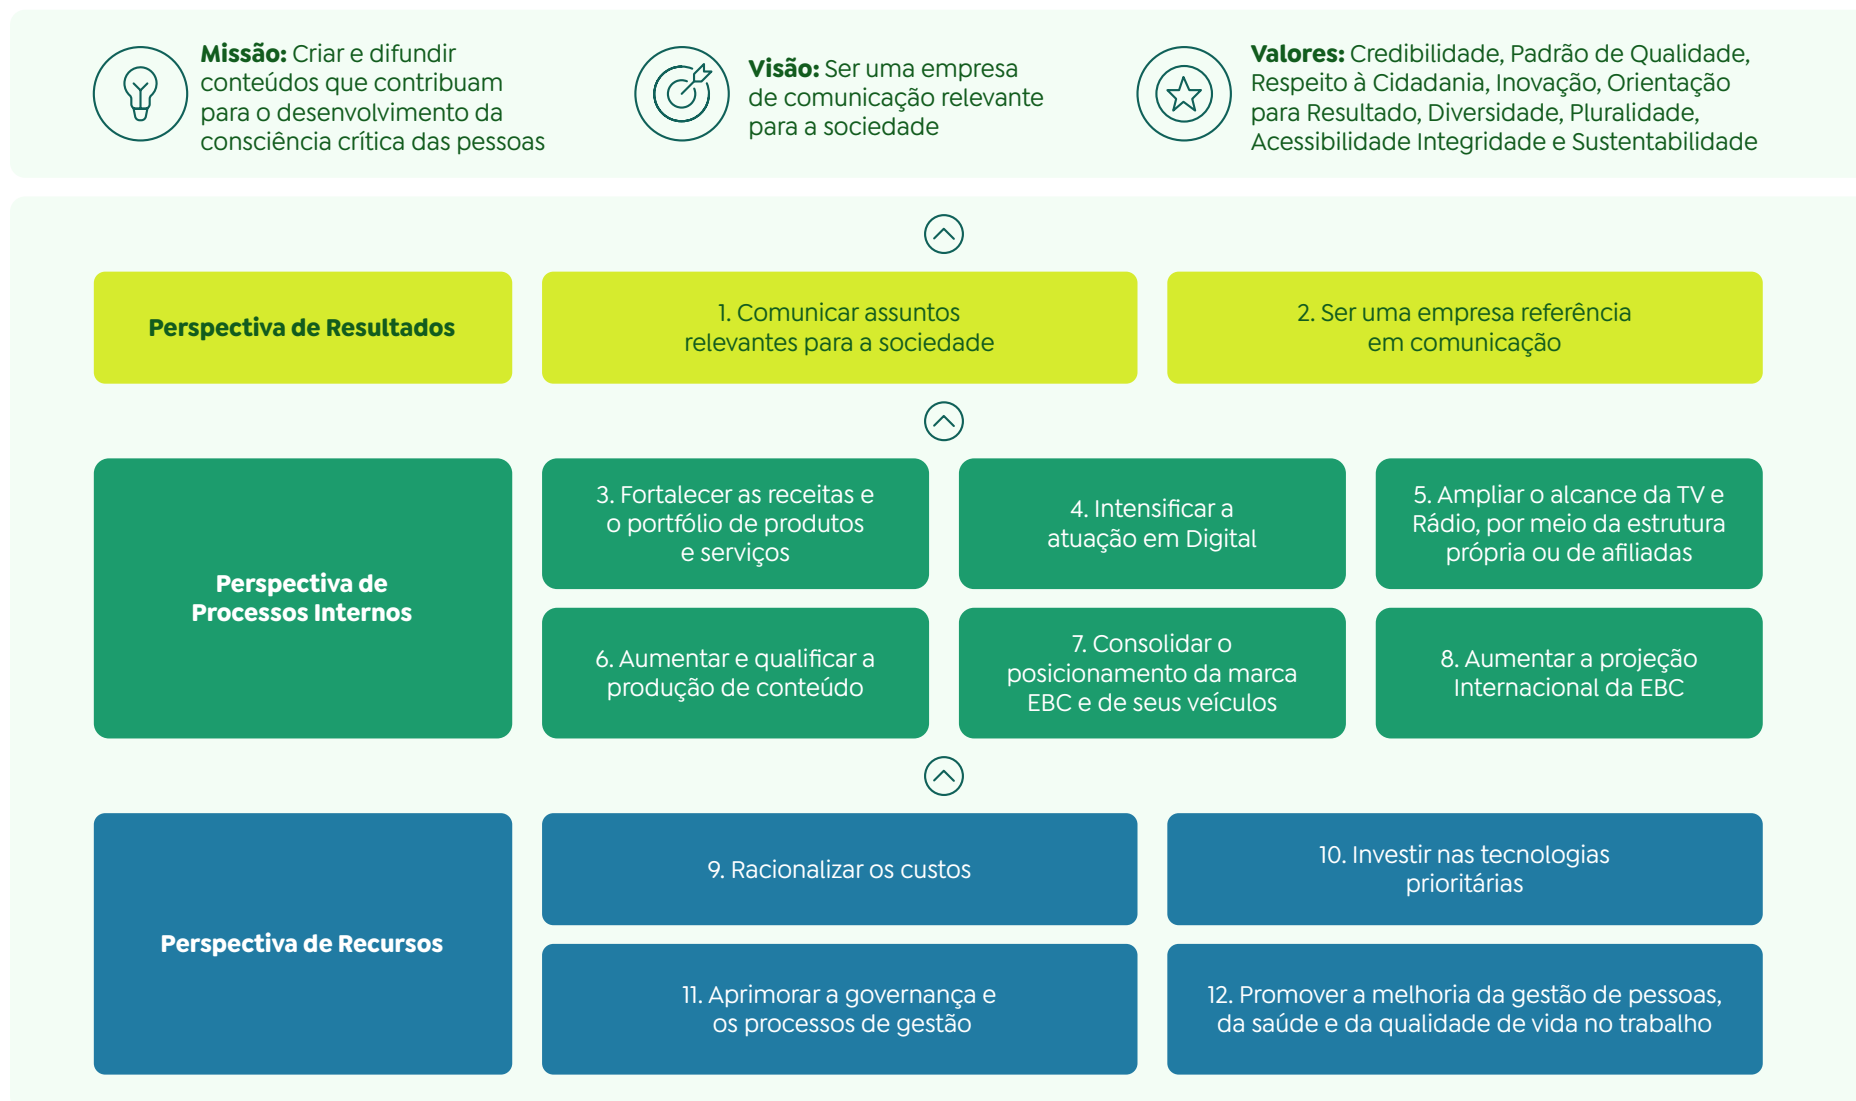 Missão: Criar e difundir
conteúdos que contribuam
para o desenvolvimento da
consciência crítica das pessoas
Visão: Ser uma empresa
de comunicação relevante
para a sociedade
Valores: Credibilidade, Padrão de Qualidade,
Respeito à Cidadania, Inovação, Orientação
para Resultado, Diversidade, Pluralidade,
Acessibilidade Integridade e Sustentabilidade
Perspectiva de Resultados
1. Comunicar assuntos
relevantes para a sociedade
2. Ser uma empresa referência
em comunicação
Perspectiva de
Processos Internos
3. Fortalecer as receitas e
o portfólio de produtos
e serviços
4. Intensificar a
atuação em Digital
5. Ampliar o alcance da TV e
Rádio, por meio da estrutura
própria ou de afiliadas
6. Aumentar e qualificar a
produção de conteúdo
7. Consolidar o
posicionamento da marca
EBC e de seus veículos
8. Aumentar a projeção
Internacional da EBC
Perspectiva de Recursos
9. Racionalizar os custos
10. Investir nas tecnologias
prioritárias
11. Aprimorar a governança e
os processos de gestão
12. Promover a melhoria da gestão de pessoas,
da saúde e da qualidade de vida no trabalho